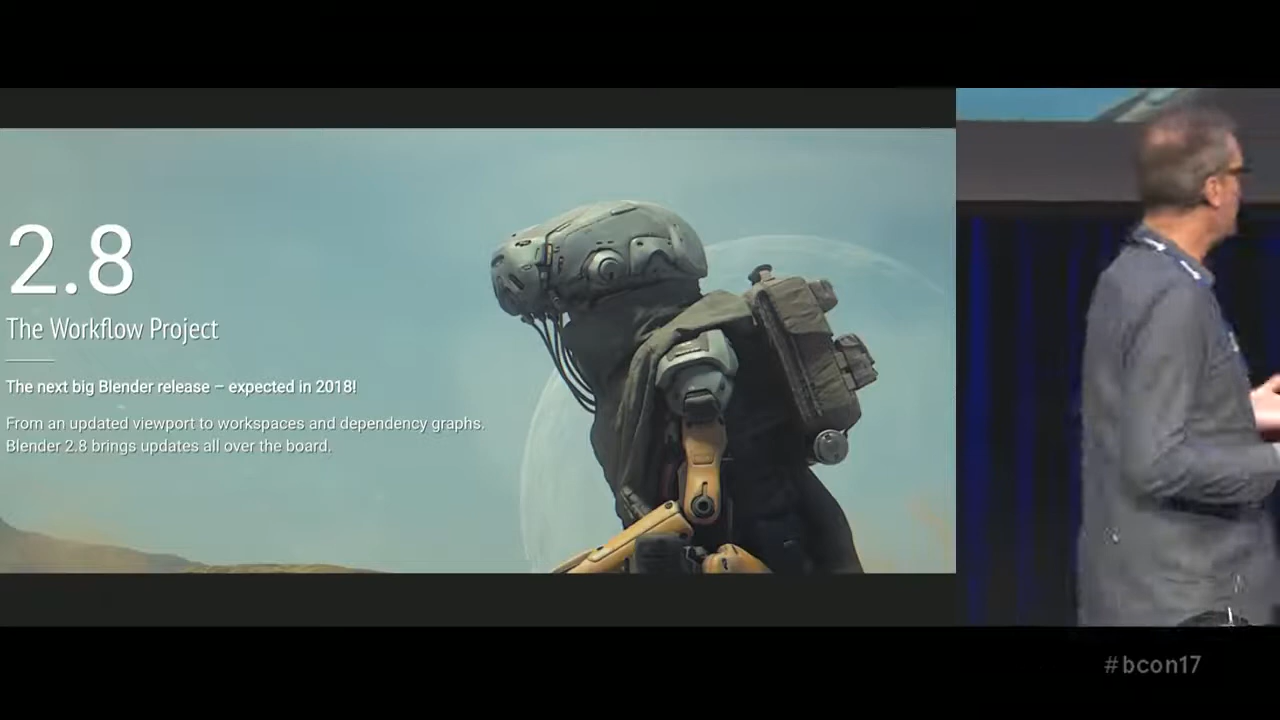 2.8
The Workflow Project
The next big Blender release – expected in 2018!
From an updated viewport to workspaces and dependency graphs.
Blender 2.8 brings updates all over the board.
#bcon17